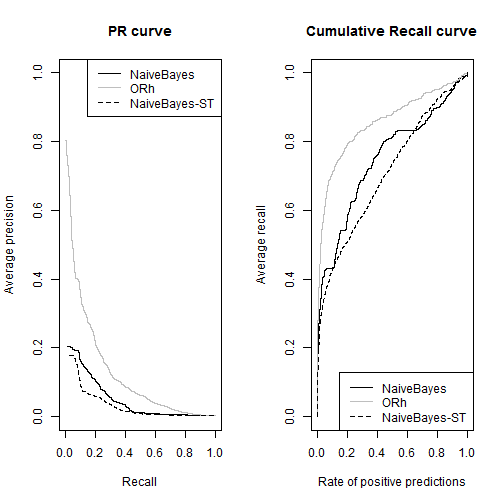 PR curve
NaiveBayes
ORh
NaiveBayes-ST
Average precision
0.0 0.2 0.4 0.6 0.8 1.0
0.0 0.2 0.4 0.6 0.8 1.0
Recall
Cumulative Recall curve
Average recall
0.0 0.2 0.4 0.6 0.8 1.0
NaiveBayes
ORh
NaiveBayes-ST
0.0 0.2 0.4 0.6 0.8 1.0
Rate of positive predictions